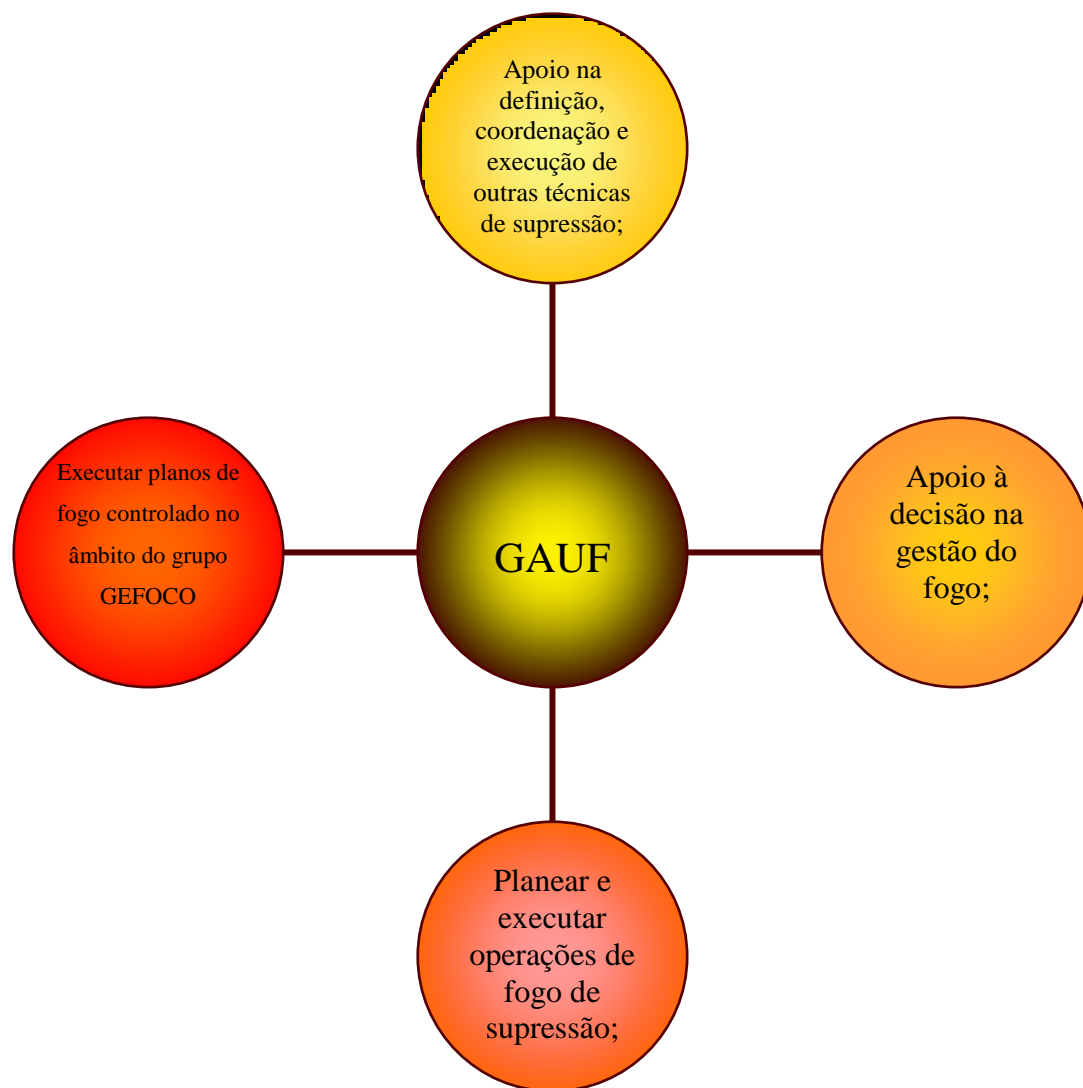 Apoio na
definição,
coordenação e
execução de
outras técnicas
de supressão;
Executar planos de
fogo controlado no
âmbito do grupo
GEFOCO
GAUF
Apoio à
decisão na
gestão do
fogo;
Planear e
executar
operações de
fogo de
supressão;